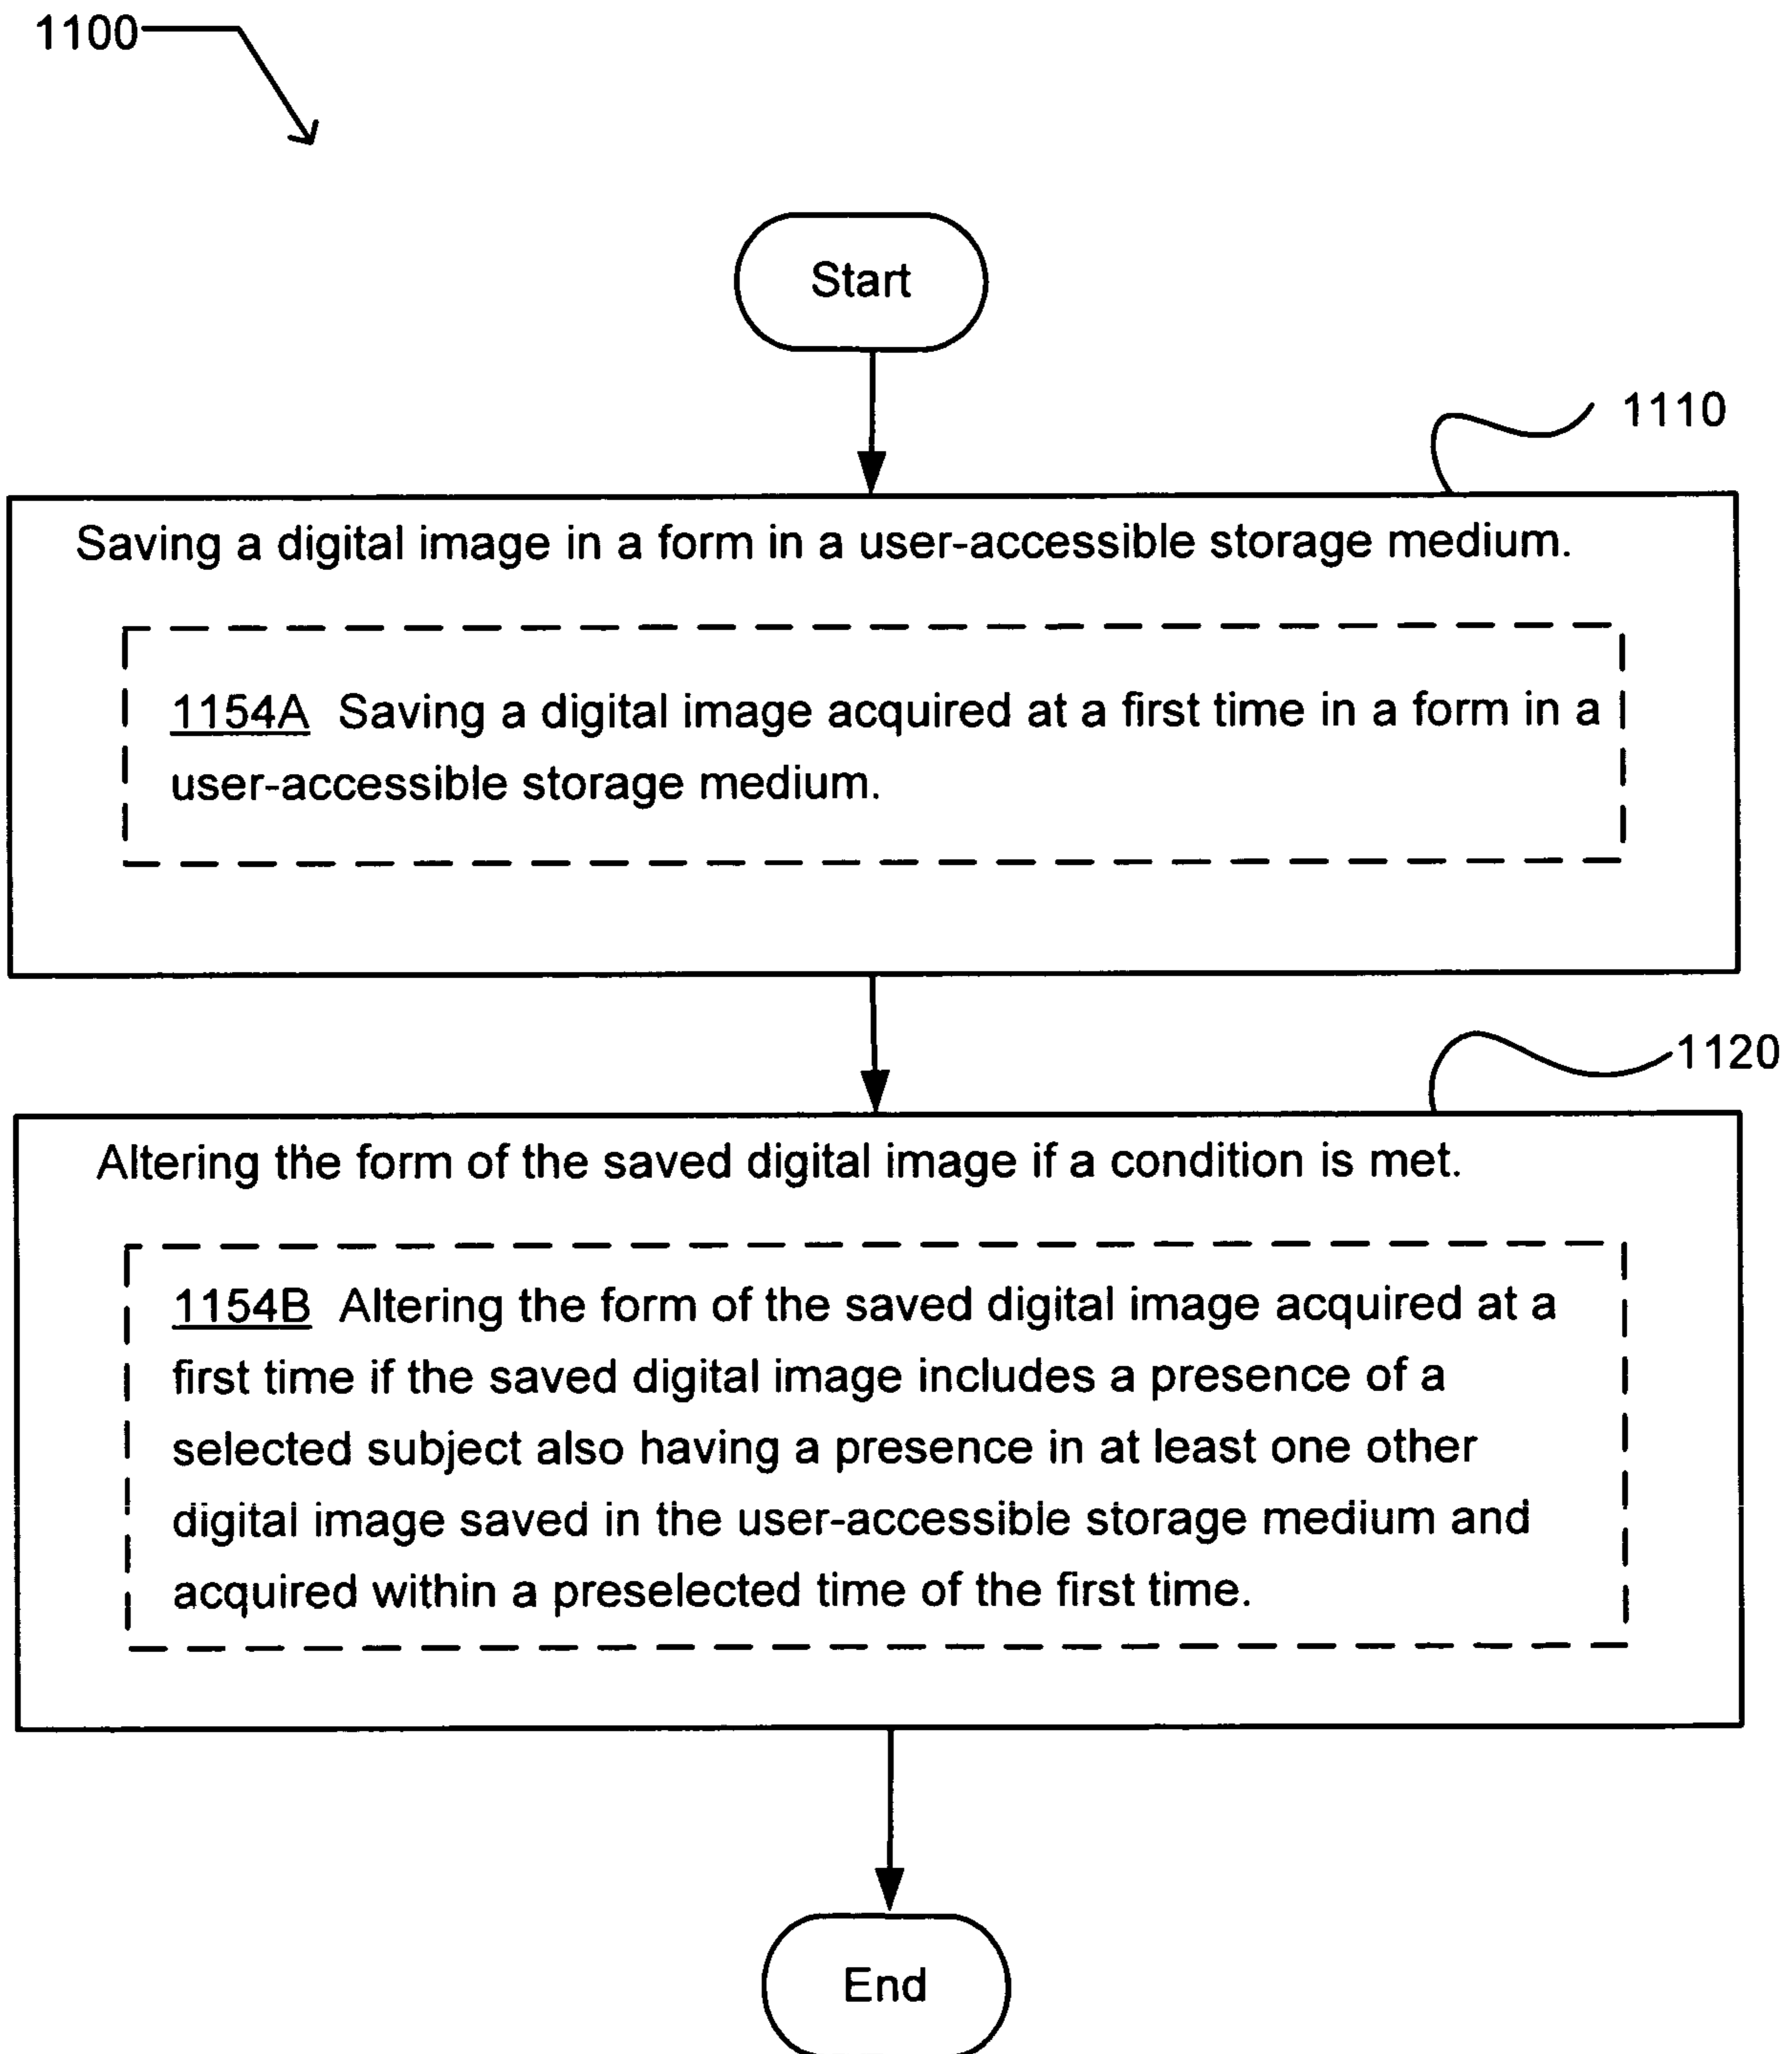 1100
Start
1110
Saving a digital image in a form in a user-accessible storage medium.
1154A Saving a digital image acquired at a first time in a form in a
user-accessible storage medium.
1120
Altering the form of the saved digital image if a condition is met.
1154B Altering the form of the saved digital image acquired at a
first time if the saved digital image includes a presence of a
selected subject also having a presence in at least one other
digital image saved in the user-accessible storage medium and
acquired within a preselected time of the first time.
End